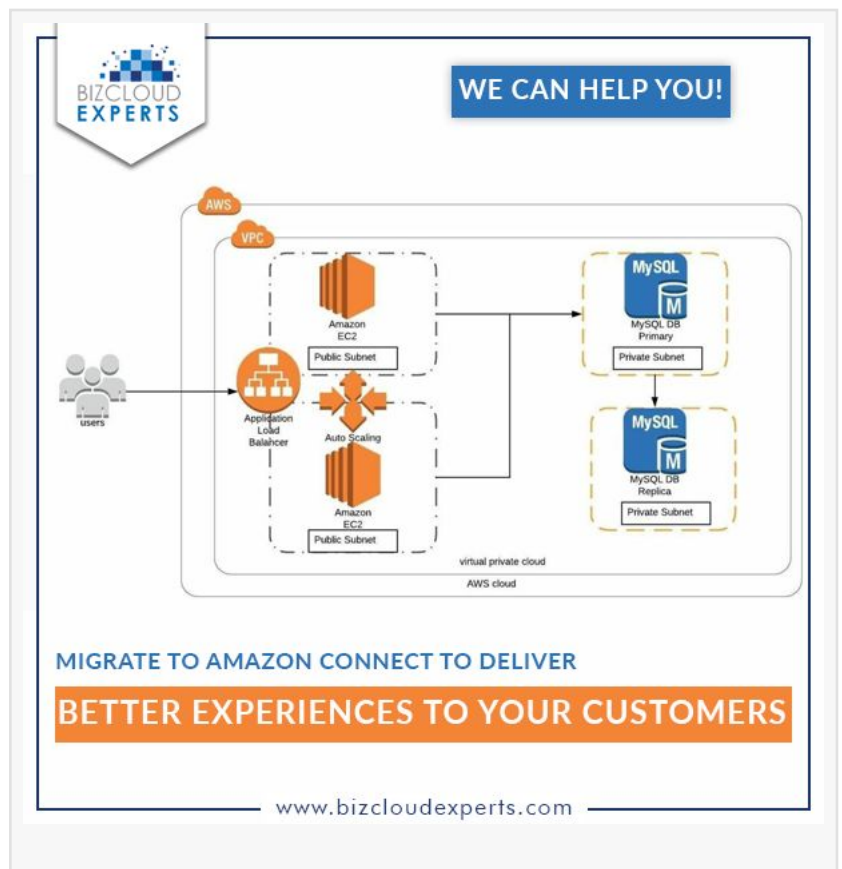 BIZCLOUD
EXPERTS
WE CAN HELP YOU!
AWS
VPC
Amazon
EC2
Public Subnet
MySQL
M
MySQL DB
Primary
Private Subnet
users
Application
Load
Balancer
Auto Scaling
Amazon
EC2
Public Subnet
MySQL
M
MySQL DB
Replica
Private Subnet
virtual private cloud
AWS cloud
MIGRATE TO AMAZON CONNECT TO DELIVER
BETTER EXPERIENCES TO YOUR CUSTOMERS
www.bizcloudexperts.com